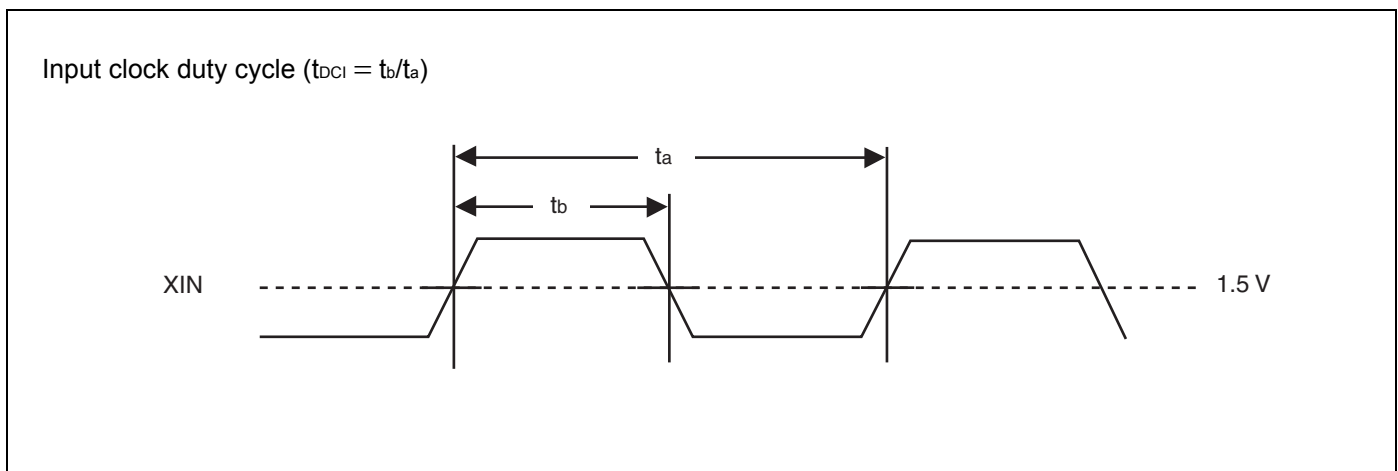 Input clock duty cycle (tDCI = tb/ta)
ta
tb
XIN
1.5 V